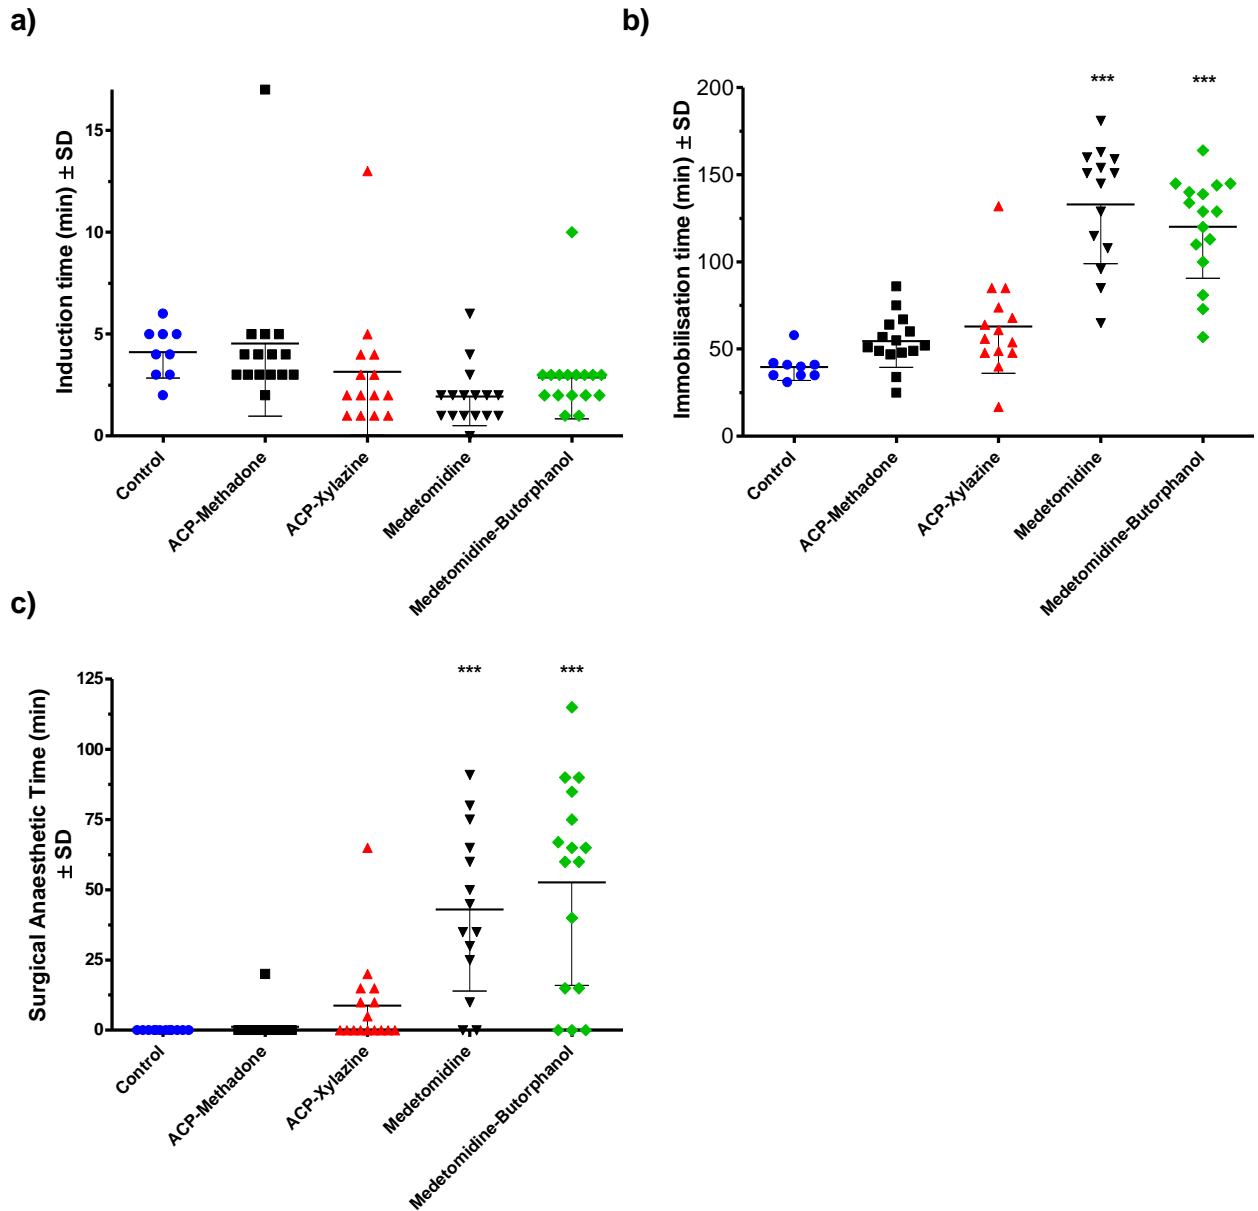 a)
Induction time (min) ± SD
15
10
5
0
Control
ACP-Methadone
ACP-Xylazine
Medetomidine
Medetomidine-Butorphanol
b)
*** ***
Immobilisation time (min) ± SD
200
150
100
50
0
Control
ACP-Methadone
ACP-Xylazine
Medetomidine
Medetomidine-Butorphanol
c)
*** ***
Surgical Anaesthetic Time (min)
± SD
125
100
75
50
25
0
Control
ACP-Methadone
ACP-Xylazine
Medetomidine
Medetomidine-Butorphanol